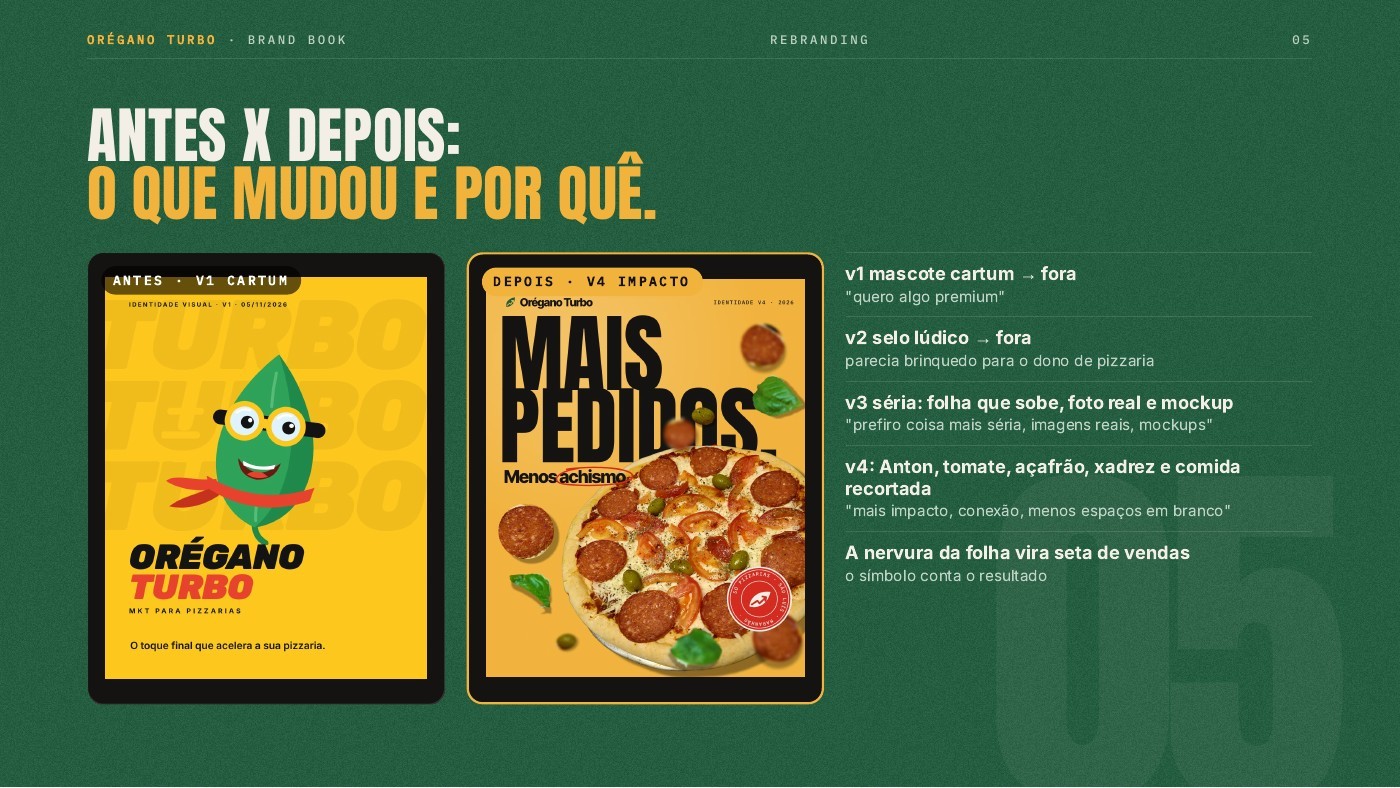 ORÉGANO TURBO · BRAND BOOK
REBRANDING
05
ANTES X DEPOIS:
O QUE MUDOU E POR QUÊ.
ANTES · V1 CARTUM
IDENTIDADE VISUAL · V1 · 05/11/2026
TURBO
TURBO
TURBO
ORÉGANO
TURBO
MKT PARA PIZZARIAS
O toque final que acelera a sua pizzaria.
DEPOIS · V4 IMPACTO
Orégano Turbo
IDENTIDADE V4 · 2026
MAIS
PEDIDOS.
Menos achismo
SÓ PIZZARIAS · SÃO LUÍS · MARANHÃO
v1 mascote cartum → fora
"quero algo premium"
v2 selo lúdico → fora
parecia brinquedo para o dono de pizzaria
v3 séria: folha que sobe, foto real e mockup
"prefiro coisa mais séria, imagens reais, mockups"
v4: Anton, tomate, açafrão, xadrez e comida
recortada
"mais impacto, conexão, menos espaços em branco"
A nervura da folha vira seta de vendas
o símbolo conta o resultado
05